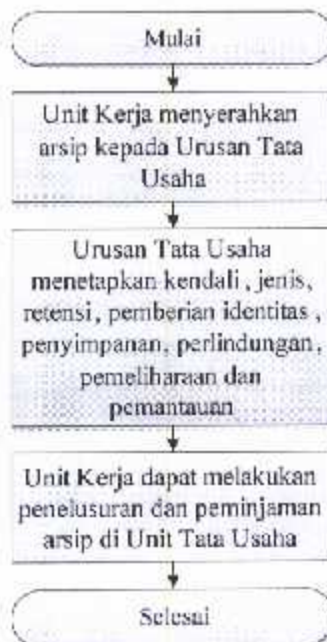 Mulai
Unit Kerja menyerahkan
arsip kepada Urusan Tata
Usaha
Urusan Tata Usaha
menetapkan kendali , jenis,
retensi , pemberian identitas ,
penyimpanan, perlindungan,
pemeliharaan dan
pemantauan
Unit Kerja dapat melakukan
penelusuran dan peminjaman
arsip di Unit Tata Usaha
Selesai